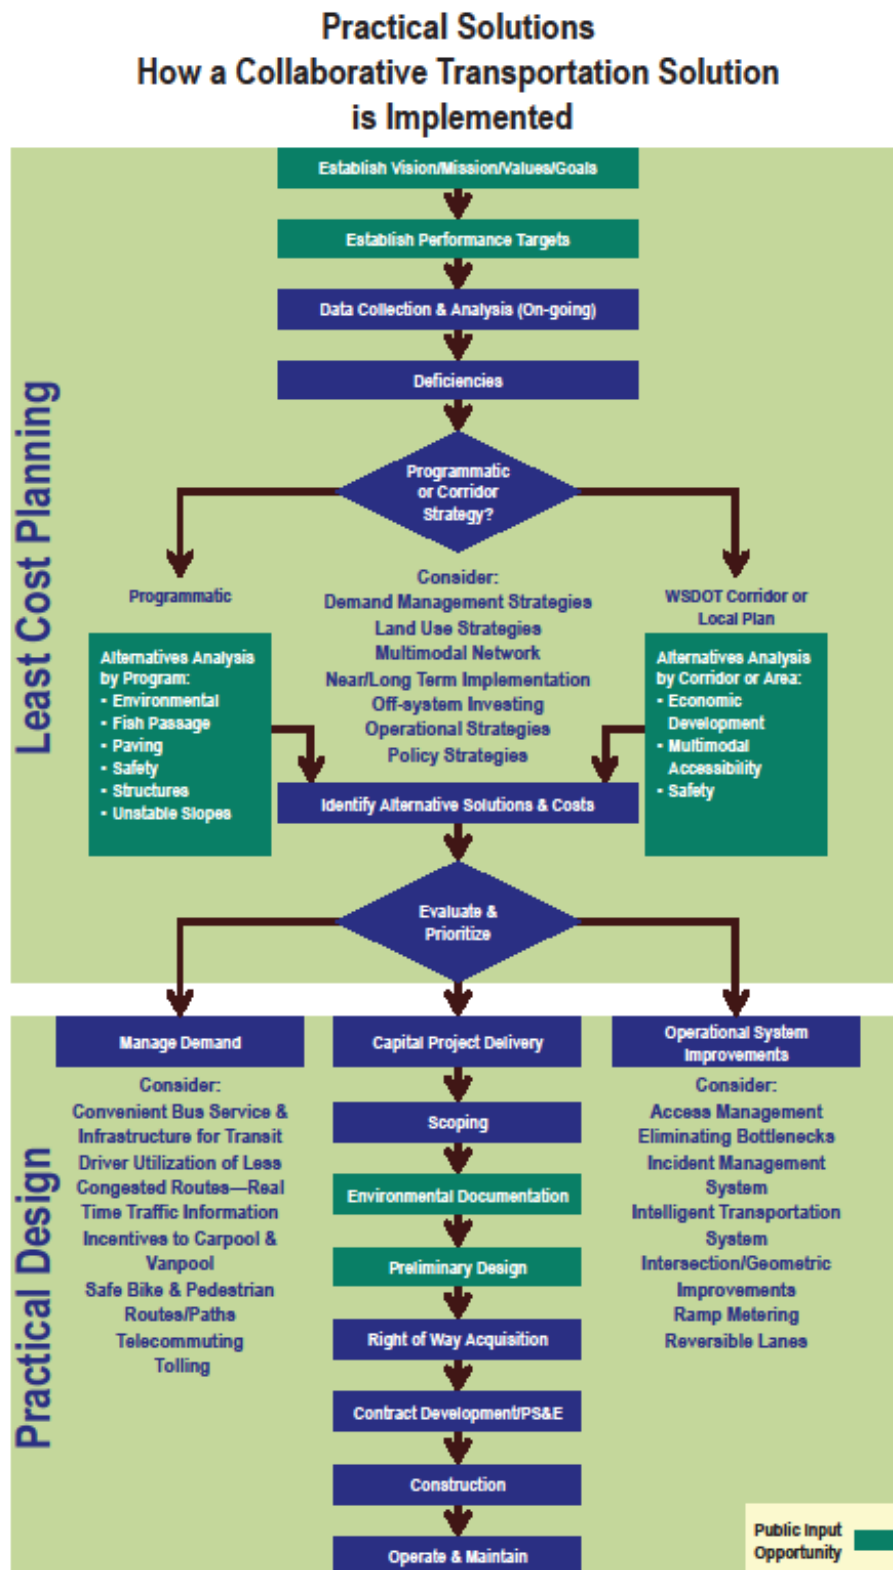 Practical Solutions
How a Collaborative Transportation Solution
is Implemented
Least Cost Planning
Establish Vision/Mission/Values/Goals
Establish Performance Targets
Data Collection & Analysis (On-going)
Deficiencies
Programmatic
or Corridor
Strategy?
Programmatic
Alternatives Analysis
by Program:
• Environmental
• Fish Passage
• Paving
• Safety
• Structures
• Unstable Slopes
Consider:
Demand Management Strategies
Land Use Strategies
Multimodal Network
Near/Long Term Implementation
Off-system Investing
Operational Strategies
Policy Strategies
WSDOT Corridor or
Local Plan
Alternatives Analysis
by Corridor or Area:
• Economic
Development
• Multimodal
Accessibility
• Safety
Identify Alternative Solutions & Costs
Evaluate &
Prioritize
Practical Design
Manage Demand
Consider:
Convenient Bus Service &
Infrastructure for Transit
Driver Utilization of Less
Congested Routes—Real
Time Traffic Information
Incentives to Carpool &
Vanpool
Safe Bike & Pedestrian
Routes/Paths
Telecommuting
Tolling
Capital Project Delivery
Scoping
Environmental Documentation
Preliminary Design
Right of Way Acquisition
Contract Development/PS&E
Construction
Operate & Maintain
Operational System
Improvements
Consider:
Access Management
Eliminating Bottlenecks
Incident Management
System
Intelligent Transportation
System
Intersection/Geometric
Improvements
Ramp Metering
Reversible Lanes
Public Input
Opportunity